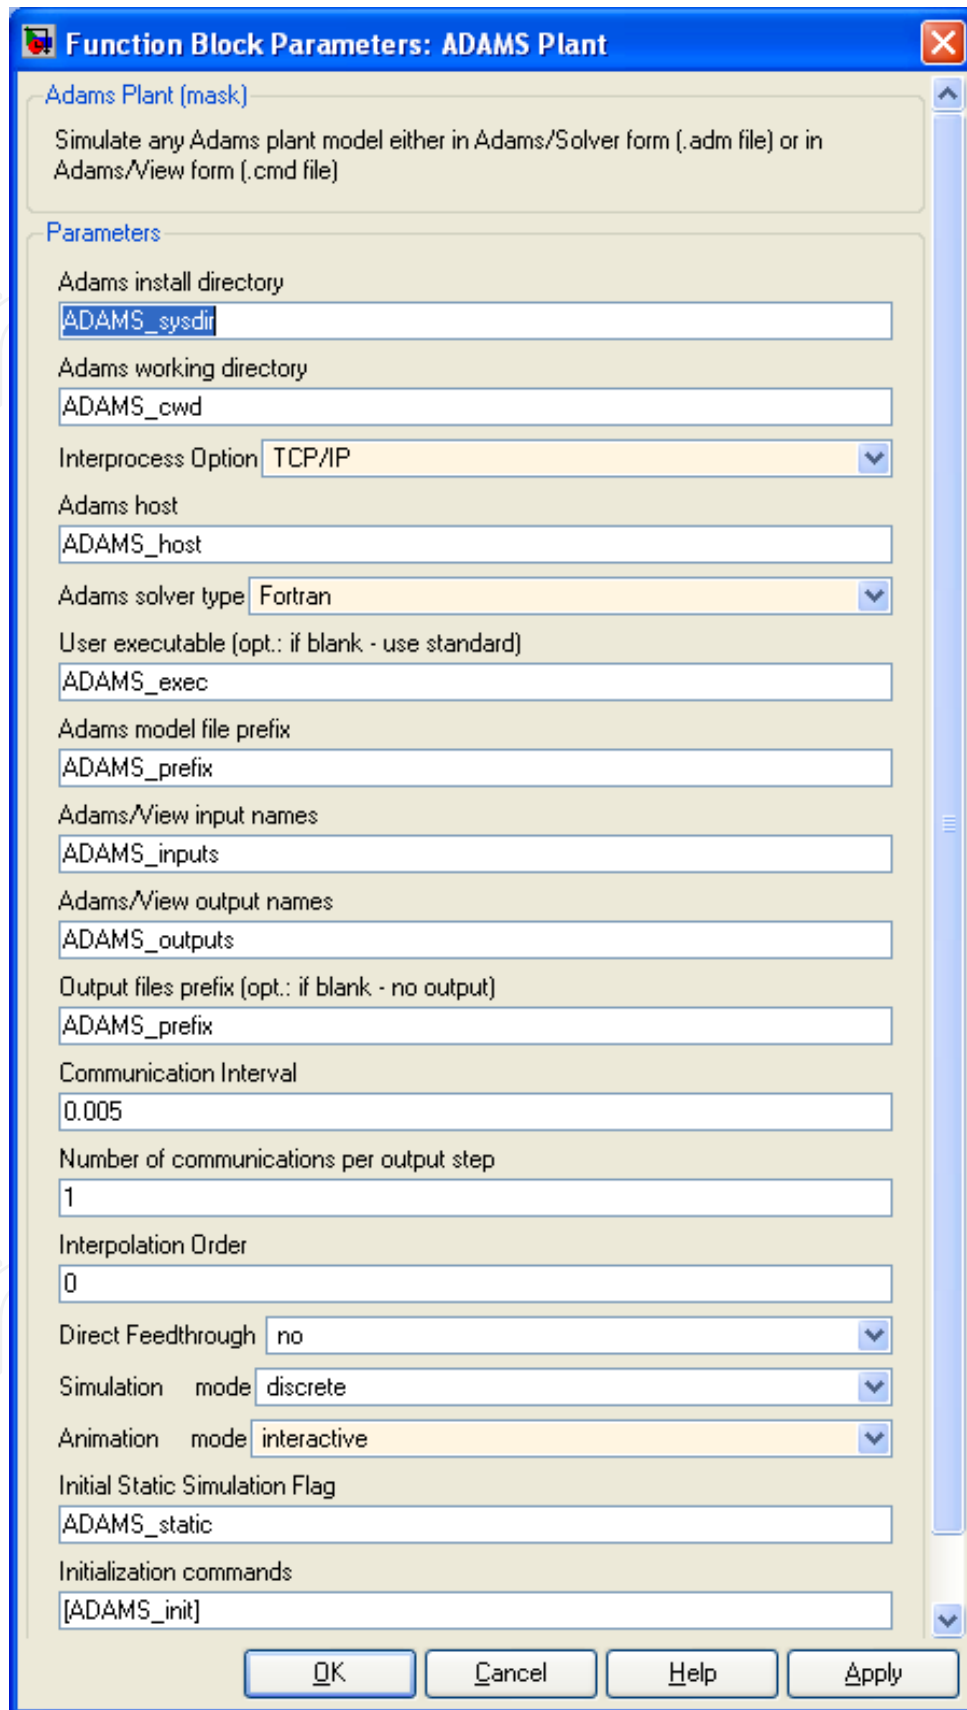 Function Block Parameters: ADAMS Plant
Adams Plant (mask)
Simulate any Adams plant model either in Adams/Solver form (.adm file) or in
Adams/View form (.cmd file)
Parameters
Adams install directory
ADAMS_sysdir
Adams working directory
ADAMS_cwd
Interprocess Option TCP/IP
Adams host
ADAMS_host
Adams solver type Fortran
User executable (opt.: if blank - use standard)
ADAMS_exec
Adams model file prefix
ADAMS_prefix
Adams/View input names
ADAMS_inputs
Adams/View output names
ADAMS_outputs
Output files prefix (opt.: if blank - no output)
ADAMS_prefix
Communication Interval
0.005
Number of communications per output step
1
Interpolation Order
0
Direct Feedthrough no
Simulation mode discrete
Animation mode interactive
Initial Static Simulation Flag
ADAMS_static
Initialization commands
[ADAMS_init]
OK Cancel Help Apply